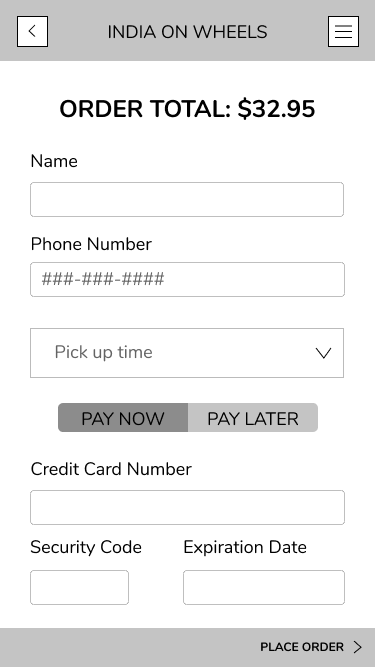 INDIA ON WHEELS
ORDER TOTAL: $32.95
Name
Phone Number
###-###-####
Pick up time
PAY NOW PAY LATER
Credit Card Number
Security Code Expiration Date
PLACE ORDER